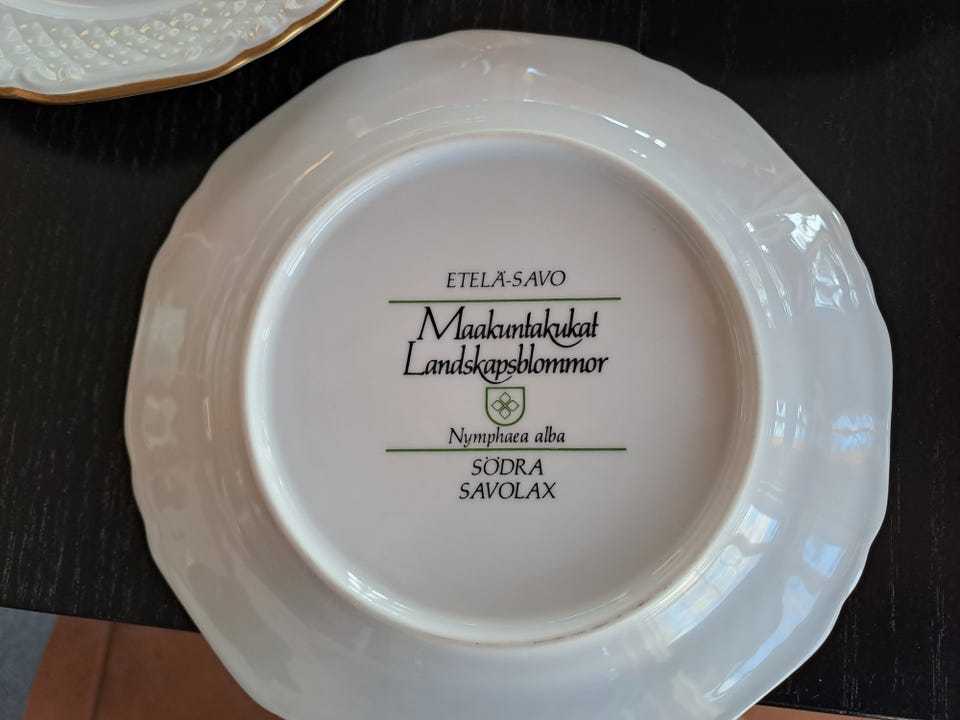 ETELÄ-SAVO
Maakuntakukat
Landskapsblommor
Nymphaea alba
SÖDRA
SAVOLAX